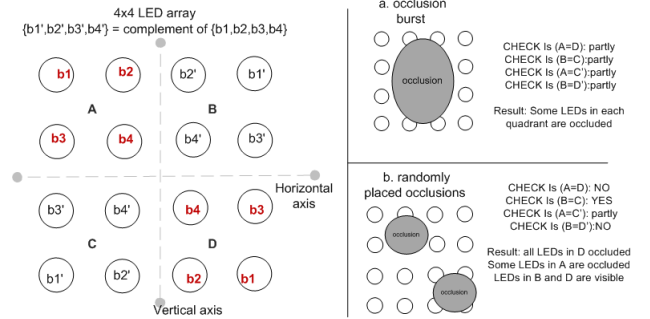 4x4 LED array
{b1',b2',b3',b4'} = complement of {b1,b2,b3,b4}
b1 b2 b2' b1'
A B
b3 b4 b4' b3'
Horizontal
axis
b3' b4' b4 b3
C D
b1' b2' b2 b1
Vertical axis
a. occlusion
burst
occlusion
CHECK Is (A=D): partly
CHECK Is (B=C): partly
CHECK Is (A=C'):partly
CHECK Is (B=D'):partly
Result: Some LEDs in each
quadrant are occluded
b. randomly
placed occlusions
occlusion
occlusion
CHECK Is (A=D): NO
CHECK Is (B=C): YES
CHECK Is (A=C'): partly
CHECK Is (B=D'):NO
Result: all LEDs in D occluded
Some LEDs in A are occluded
LEDs in B and D are visible